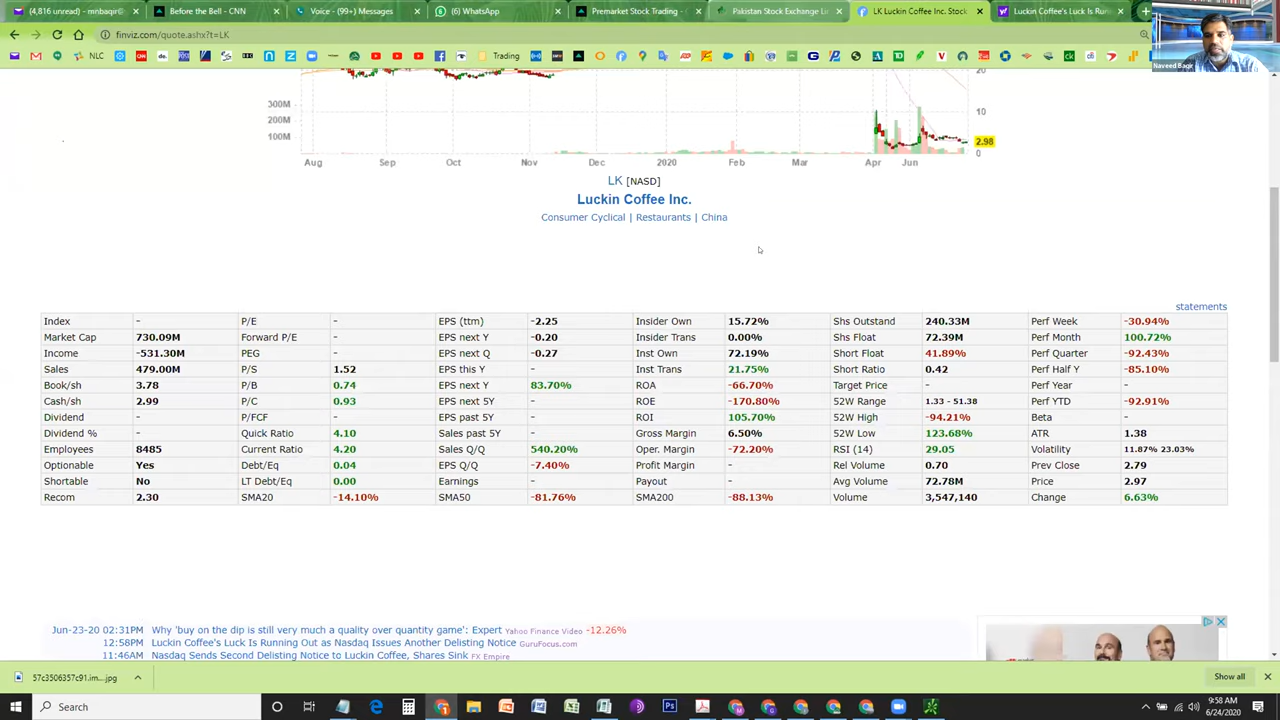 (4,816 unread) - mnbaqir@
Before the Bell - CNN
Voice - (99+) Messages
(6) WhatsApp
Premarket Stock Trading -
Pakistan Stock Exchange Lim
LK Luckin Coffee Inc. Stock
Luckin Coffee's Luck Is Run
finviz.com/quote.ashx?t=LK
NLC
Trading
Naveed Baqir
20
300M
200M
100M
10
2.98
0
Aug Sep Oct Nov Dec 2020 Feb Mar Apr Jun
LK [NASD]
Luckin Coffee Inc.
Consumer Cyclical | Restaurants | China
statements
Index - P/E - EPS (ttm) -2.25 Insider Own 15.72% Shs Outstand 240.33M Perf Week -30.94%
Market Cap 730.09M Forward P/E - EPS next Y -0.20 Insider Trans 0.00% Shs Float 72.39M Perf Month 100.72%
Income -531.30M PEG - EPS next Q -0.27 Inst Own 72.19% Short Float 41.89% Perf Quarter -92.43%
Sales 479.00M P/S 1.52 EPS this Y - Inst Trans 21.75% Short Ratio 0.42 Perf Half Y -85.10%
Book/sh 3.78 P/B 0.74 EPS next Y 83.70% ROA -66.70% Target Price - Perf Year -
Cash/sh 2.99 P/C 0.93 EPS next 5Y - ROE -170.80% 52W Range 1.33 - 51.38 Perf YTD -92.91%
Dividend - P/FCF - EPS past 5Y - ROI 105.70% 52W High -94.21% Beta -
Dividend % - Quick Ratio 4.10 Sales past 5Y - Gross Margin 6.50% 52W Low 123.68% ATR 1.38
Employees 8485 Current Ratio 4.20 Sales Q/Q 540.20% Oper. Margin -72.20% RSI (14) 29.05 Volatility 11.87% 23.03%
Optionable Yes Debt/Eq 0.04 EPS Q/Q -7.40% Profit Margin - Rel Volume 0.70 Prev Close 2.79
Shortable No LT Debt/Eq 0.00 Earnings - Payout - Avg Volume 72.78M Price 2.97
Recom 2.30 SMA20 -14.10% SMA50 -81.76% SMA200 -88.13% Volume 3,547,140 Change 6.63%
Jun-23-20 02:31PM Why 'buy on the dip is still very much a quality over quantity game': Expert Yahoo Finance Video -12.26%
12:58PM Luckin Coffee's Luck Is Running Out as Nasdaq Issues Another Delisting Notice GuruFocus.com
11:46AM Nasdaq Sends Second Delisting Notice to Luckin Coffee, Shares Sink FX Empire
57c3506357c91.im....jpg
Show all
Search
9:58 AM
6/24/2020